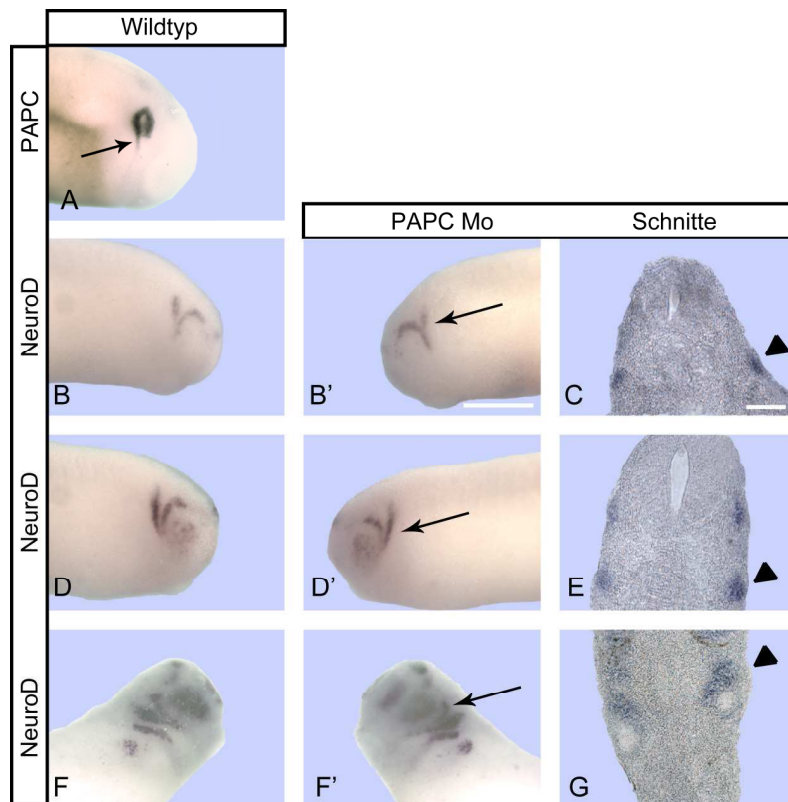 Wildtyp
PAPC
A
PAPC Mo
Schnitte
NeuroD
B
B'
C
NeuroD
D
D'
E
NeuroD
F
F'
G